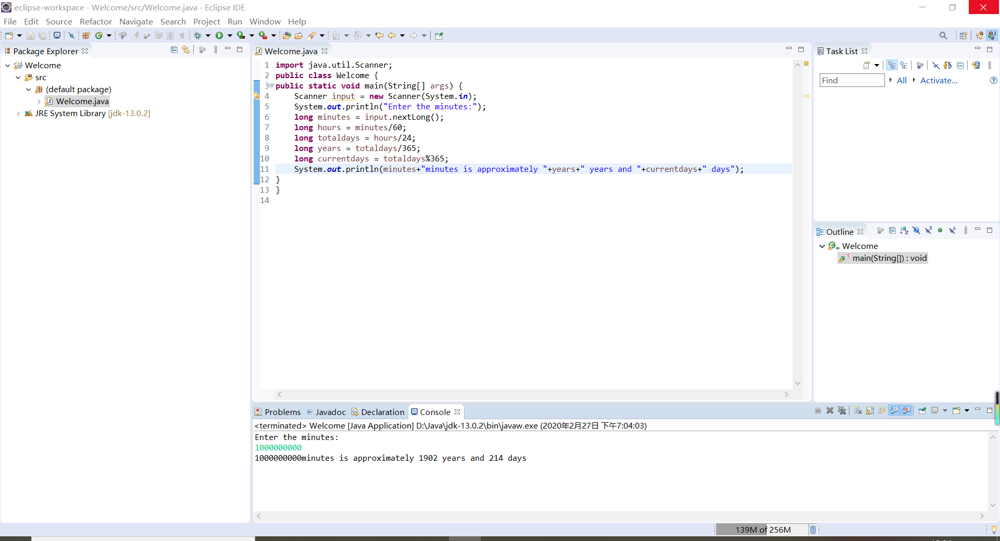 eclipse-workspace - Welcome/src/Welcome.java - Eclipse IDE
File Edit Source Refactor Navigate Search Project Run Window Help
Package Explorer
Welcome
src
(default package)
Welcome.java
JRE System Library [jdk-13.0.2]
Welcome.java
1 import java.util.Scanner;
2 public class Welcome {
3 public static void main(String[] args) {
4 Scanner input = new Scanner(System.in);
5 System.out.println("Enter the minutes:");
6 long minutes = input.nextLong();
7 long hours = minutes/60;
8 long totaldays = hours/24;
9 long years = totaldays/365;
10 long currentdays = totaldays%365;
11 System.out.println(minutes+"minutes is approximately "+years+" years and "+currentdays+" days");
12 }
13 }
14
Task List
Find All Activate...
Outline
Welcome
main(String[]) : void
Problems @ Javadoc Declaration Console
<terminated> Welcome [Java Application] D:\Java\jdk-13.0.2\bin\javaw.exe (2020年2月27日 下午7:04:03)
Enter the minutes:
1000000000
1000000000minutes is approximately 1902 years and 214 days
139M of 256M